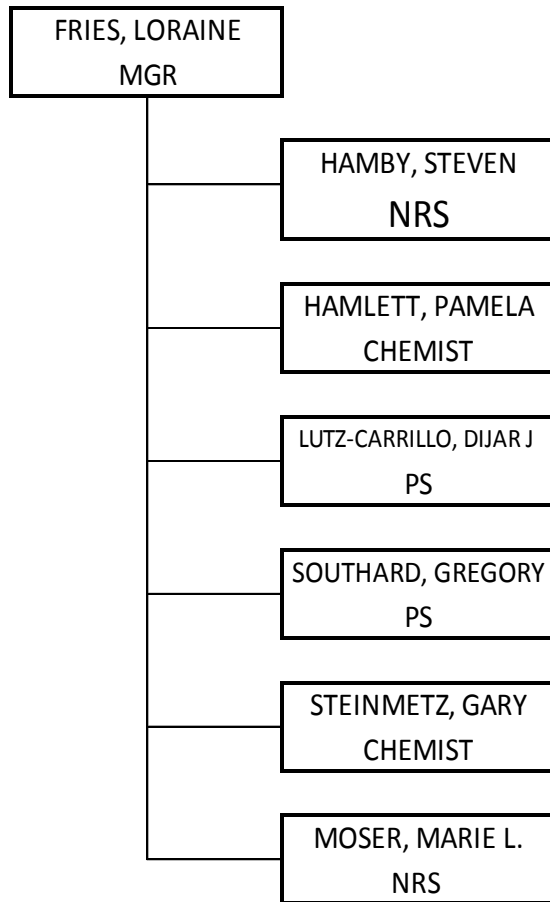 FRIES, LORAINE
MGR
HAMBY, STEVEN
NRS
HAMLETT, PAMELA
CHEMIST
LUTZ-CARRILLO, DIJAR J
PS
SOUTHARD, GREGORY
PS
STEINMETZ, GARY
CHEMIST
MOSER, MARIE L.
NRS